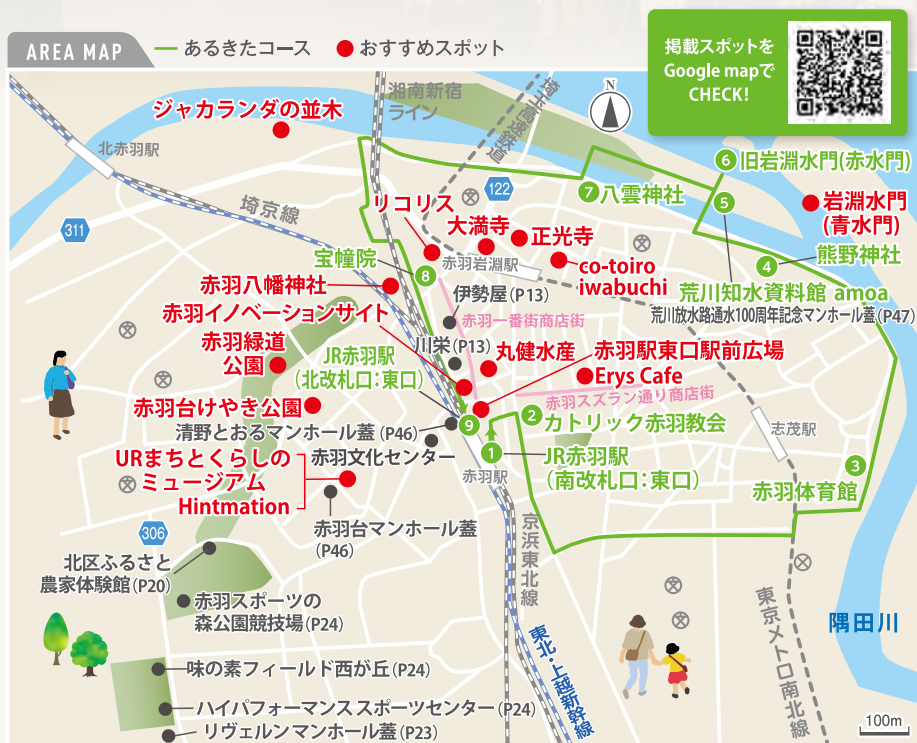 AREA MAP
あるきたコース
おすすめスポット
掲載スポットを
Google mapで
CHECK!
N
湘南新宿
ライン
埼玉高速鉄道
ジャカランダの並木
北赤羽駅
埼京線
311
122
6 旧岩淵水門(赤水門)
7 八雲神社
5
岩淵水門
(青水門)
リコリス
大満寺
正光寺
4
熊野神社
宝幢院
8
赤羽岩淵駅
co-toiro
iwabuchi
荒川知水資料館 amoa
荒川放水路通水100周年記念マンホール蓋(P47)
赤羽八幡神社
伊勢屋(P13)
赤羽一番街商店街
赤羽イノベーションサイト
川栄(P13)
丸健水産
赤羽駅東口駅前広場
赤羽緑道
公園
JR赤羽駅
(北改札口:東口)
Erys Cafe
赤羽スズラン通り商店街
赤羽台けやき公園
2 カトリック赤羽教会
志茂駅
清野とおるマンホール蓋(P46)
9
1
赤羽文化センター
赤羽駅
JR赤羽駅
(南改札口:東口)
3
赤羽体育館
URまちとくらしの
ミュージアム
Hintmation
赤羽台マンホール蓋
(P46)
306
京浜東北線
北区ふるさと
農家体験館(P20)
赤羽スポーツの
森公園競技場(P24)
東京メトロ南北線
隅田川
東北・上越新幹線
味の素フィールド西が丘(P24)
ハイパフォーマンススポーツセンター(P24)
リヴェルンマンホール蓋(P23)
100m